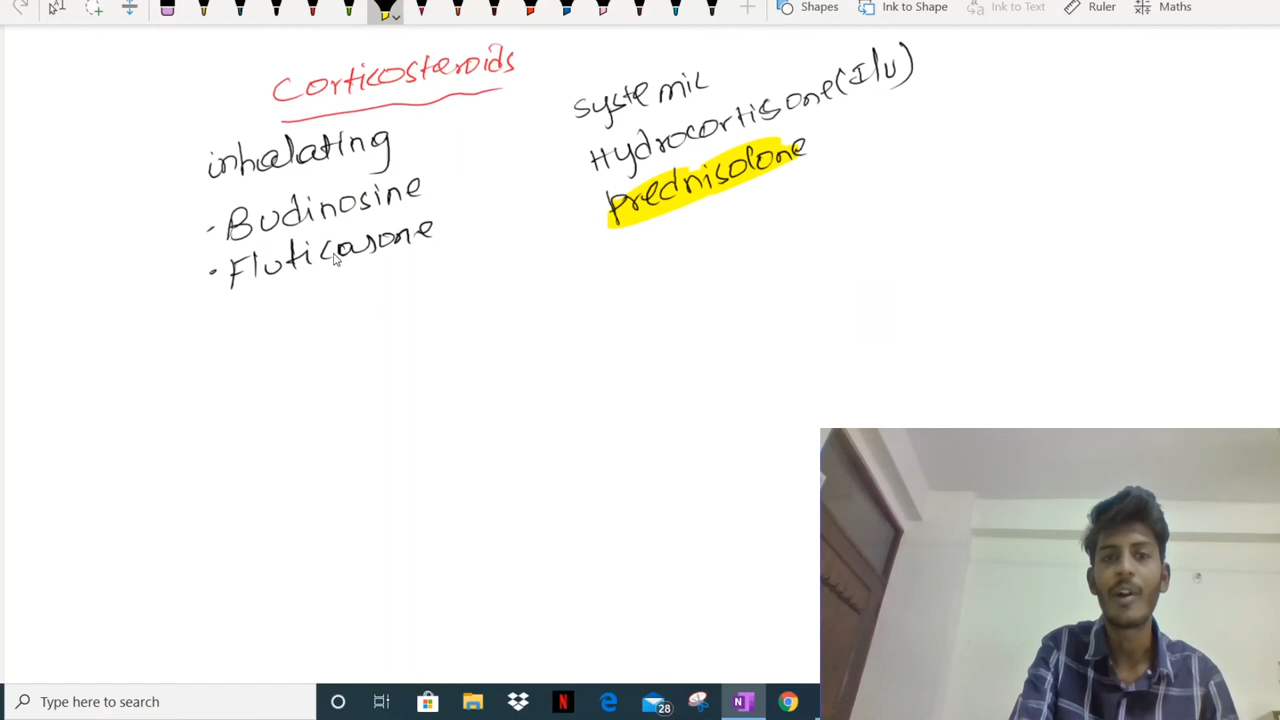 Shapes
Ink to Shape
Ink to Text
Ruler
Maths
Corticosteroids
inhalating
· Budinosine
· Fluticasone
systemic
Hydrocortisone (I/v)
prednisolone
Type here to search
28